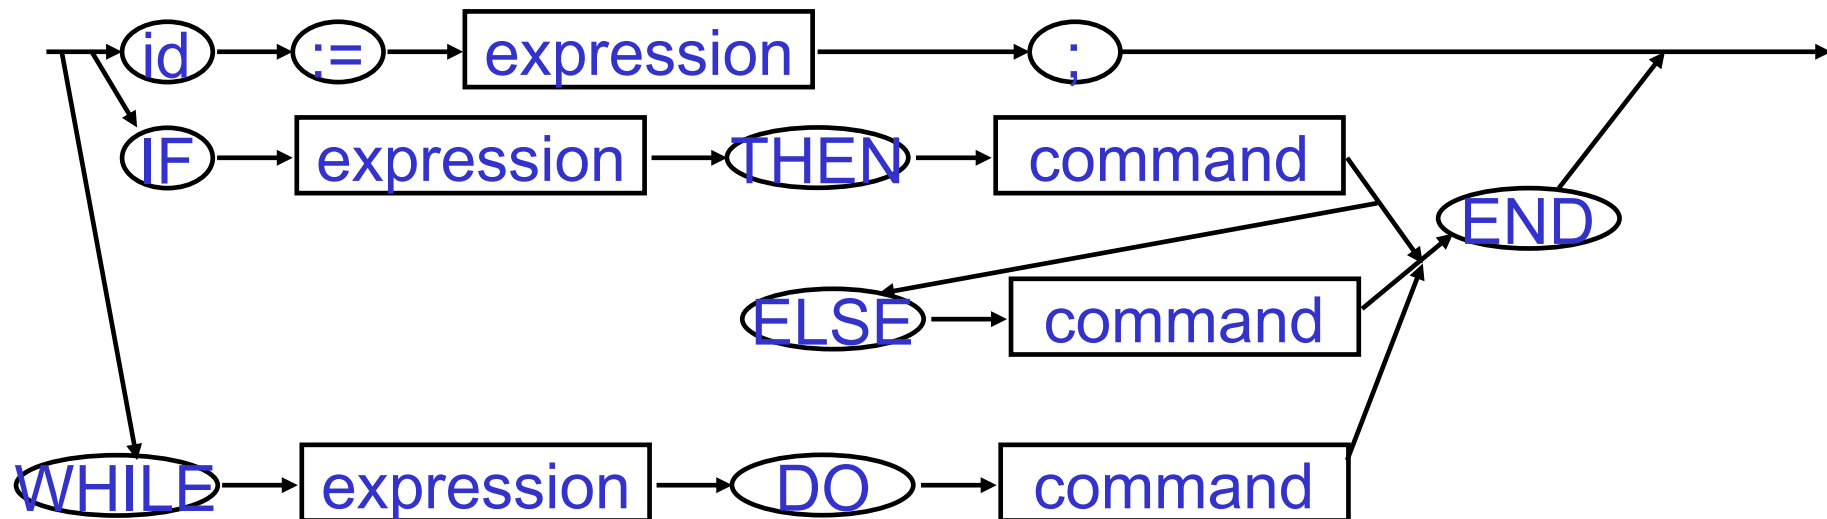 id := expression ;
IF expression THEN command
END
ELSE command
WHILE expression DO command